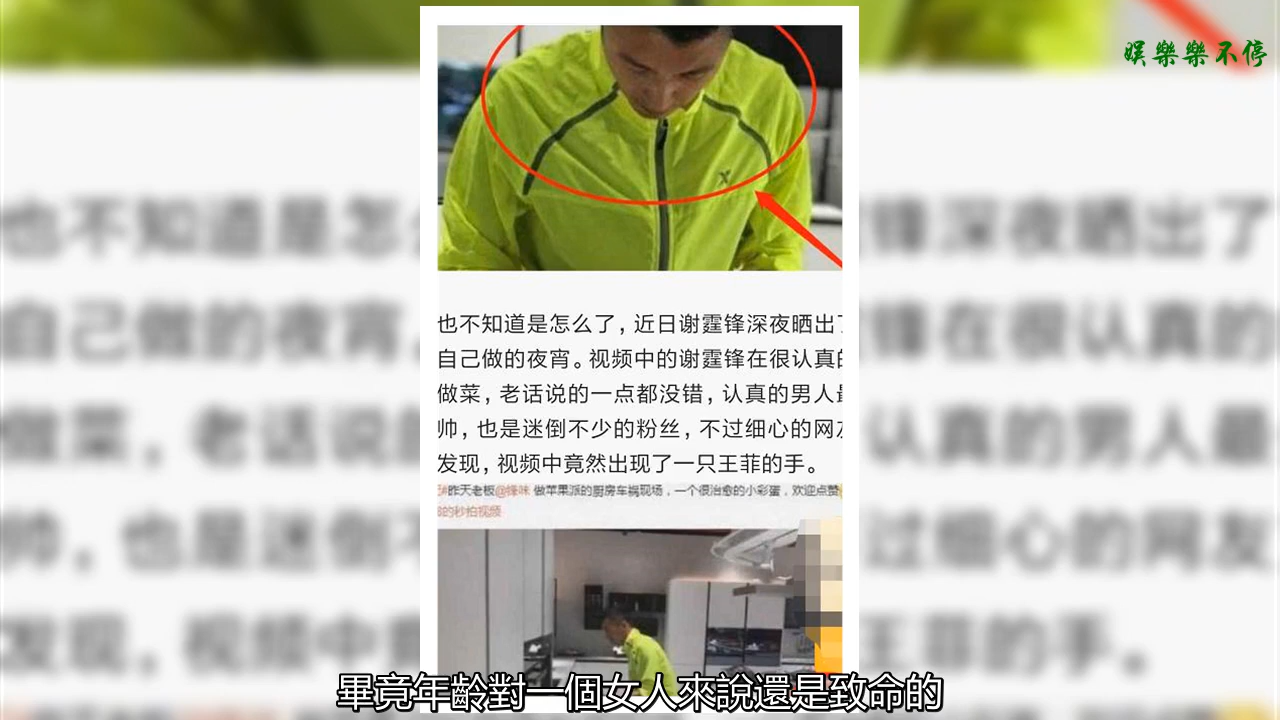 娱樂樂不停
也不知道是怎么了，近日谢霆锋深夜晒出了
自己做的夜宵。视频中的谢霆锋在很认真的
做菜，老话说的一点都没错，认真的男人最
帅，也是迷倒不少的粉丝，不过细心的网友
发现，视频中竟然出现了一只王菲的手。
昨天老板@锋味 做苹果派的厨房车祸现场，一个很治愈的小彩蛋，欢迎点赞
的秒拍视频
畢竟年齡對一個女人來說還是致命的